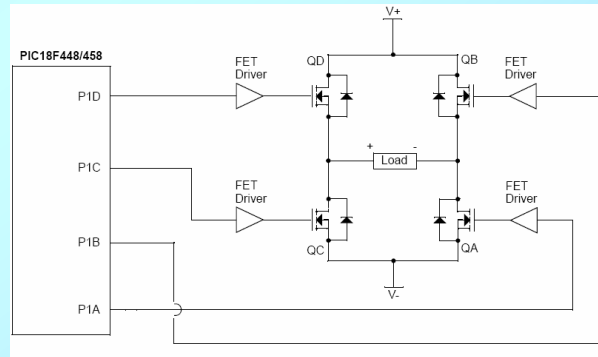 V+
PIC18F448/458
FET
Driver
QD
QB
FET
Driver
P1D
+
-
Load
P1C
FET
Driver
FET
Driver
P1B
QC
QA
V-
P1A